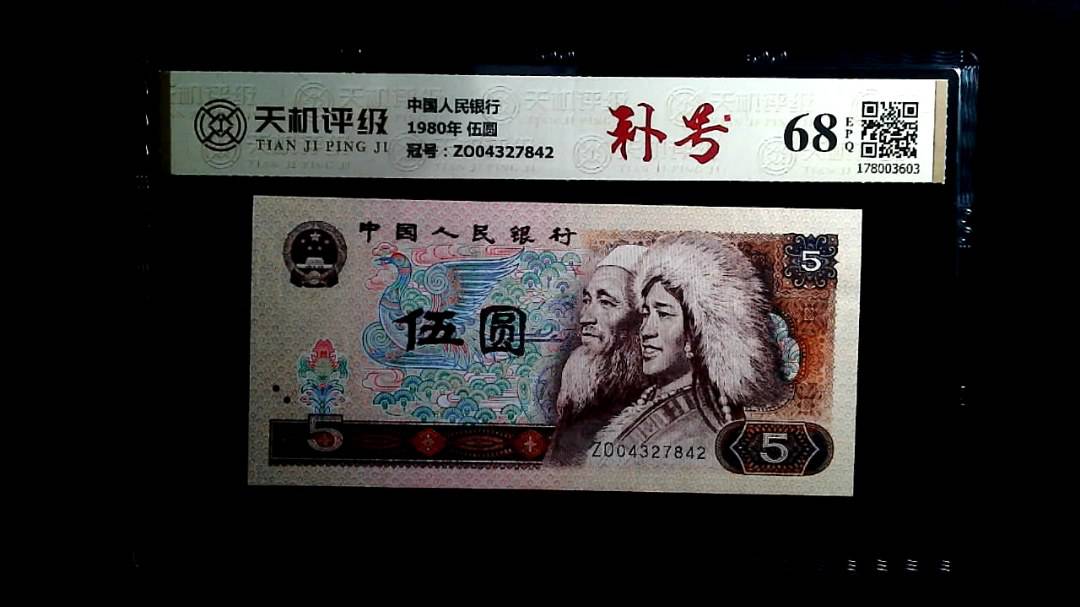 天机评级
TIAN JI PING JI
中国人民银行
1980年 伍圆
冠号：ZO04327842
补号
68
EPQ
178003603
中国人民银行
5
伍圆
5
ZO04327842
5